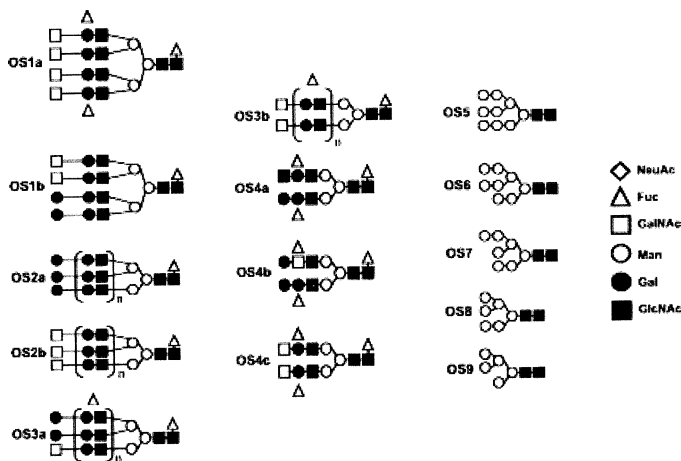 OS1a
OS1b
OS2a
n
OS2b
n
OS3a
n
OS3b
n
OS4a
OS4b
OS4c
OS5
OS6
OS7
OS8
OS9
NeuAc
Fuc
GalNAc
Man
Gal
GlcNAc